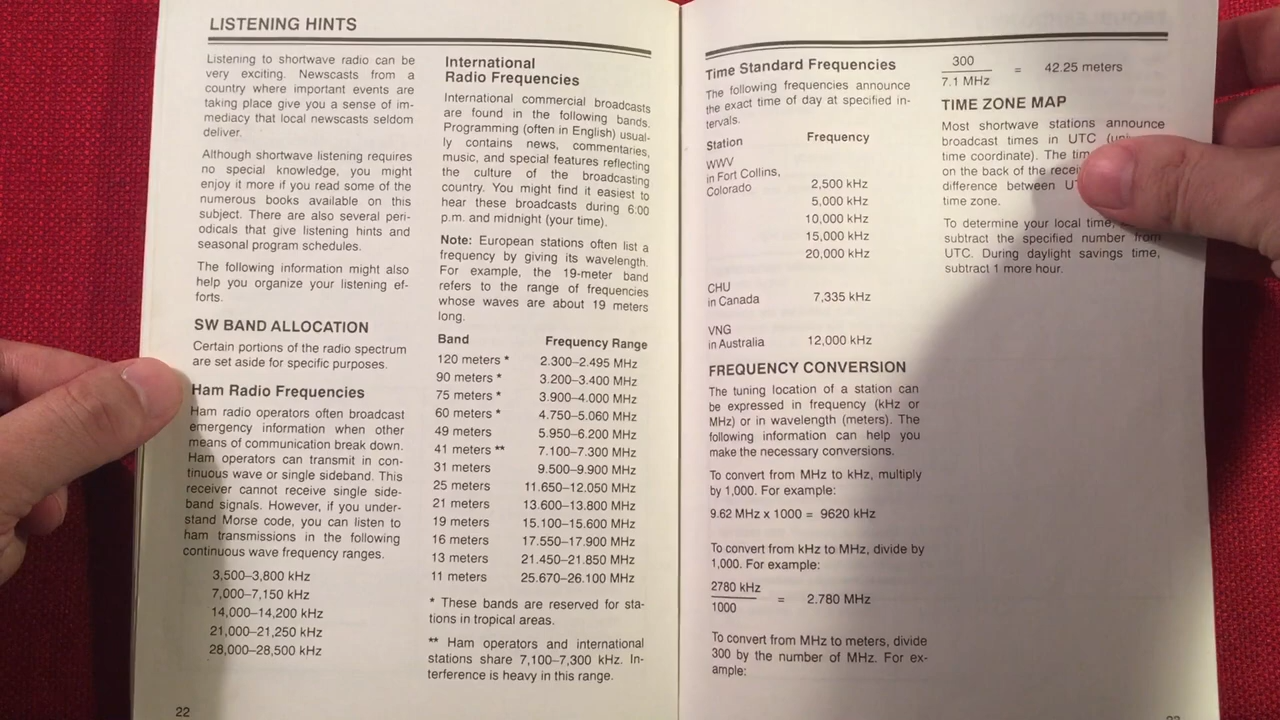 LISTENING HINTS
Listening to shortwave radio can be
very exciting. Newscasts from a
country where important events are
taking place give you a sense of im-
mediacy that local newscasts seldom
deliver.
Although shortwave listening requires
no special knowledge, you might
enjoy it more if you read some of the
numerous books available on this
subject. There are also several peri-
odicals that give listening hints and
seasonal program schedules.
The following information might also
help you organize your listening ef-
forts.
SW BAND ALLOCATION
Certain portions of the radio spectrum
are set aside for specific purposes.
Ham Radio Frequencies
Ham radio operators often broadcast
emergency information when other
means of communication break down.
Ham operators can transmit in con-
tinuous wave or single sideband. This
receiver cannot receive single side-
band signals. However, if you under-
stand Morse code, you can listen to
ham transmissions in the following
continuous wave frequency ranges.
3,500–3,800 kHz
7,000–7,150 kHz
14,000–14,200 kHz
21,000–21,250 kHz
28,000–28,500 kHz
22
International
Radio Frequencies
International commercial broadcasts
are found in the following bands.
Programming (often in English) usual-
ly contains news, commentaries,
music, and special features reflecting
the culture of the broadcasting
country. You might find it easiest to
hear these broadcasts during 6:00
p.m. and midnight (your time).
Note: European stations often list a
frequency by giving its wavelength.
For example, the 19-meter band
refers to the range of frequencies
whose waves are about 19 meters
long.
Band Frequency Range
120 meters * 2.300–2.495 MHz
90 meters * 3.200–3.400 MHz
75 meters * 3.900–4.000 MHz
60 meters * 4.750–5.060 MHz
49 meters 5.950–6.200 MHz
41 meters ** 7.100–7.300 MHz
31 meters 9.500–9.900 MHz
25 meters 11.650–12.050 MHz
21 meters 13.600–13.800 MHz
19 meters 15.100–15.600 MHz
16 meters 17.550–17.900 MHz
13 meters 21.450–21.850 MHz
11 meters 25.670–26.100 MHz
* These bands are reserved for sta-
tions in tropical areas.
** Ham operators and international
stations share 7,100–7,300 kHz. In-
terference is heavy in this range.
Time Standard Frequencies
The following frequencies announce
the exact time of day at specified in-
tervals.
Station Frequency
WWV
in Fort Collins,
Colorado 2,500 kHz
5,000 kHz
10,000 kHz
15,000 kHz
20,000 kHz
CHU
in Canada 7,335 kHz
VNG
in Australia 12,000 kHz
FREQUENCY CONVERSION
The tuning location of a station can
be expressed in frequency (kHz or
MHz) or in wavelength (meters). The
following information can help you
make the necessary conversions.
To convert from MHz to kHz, multiply
by 1,000. For example:
9.62 MHz x 1000 = 9620 kHz
To convert from kHz to MHz, divide by
1,000. For example:
2780 kHz
1000 = 2.780 MHz
To convert from MHz to meters, divide
300 by the number of MHz. For ex-
ample:
300
7.1 MHz = 42.25 meters
TIME ZONE MAP
Most shortwave stations announce
broadcast times in UTC
time coordinate). The
on the back of the
difference between
time zone.
To determine your local time,
subtract the specified number from
UTC. During daylight savings time,
subtract 1 more hour.